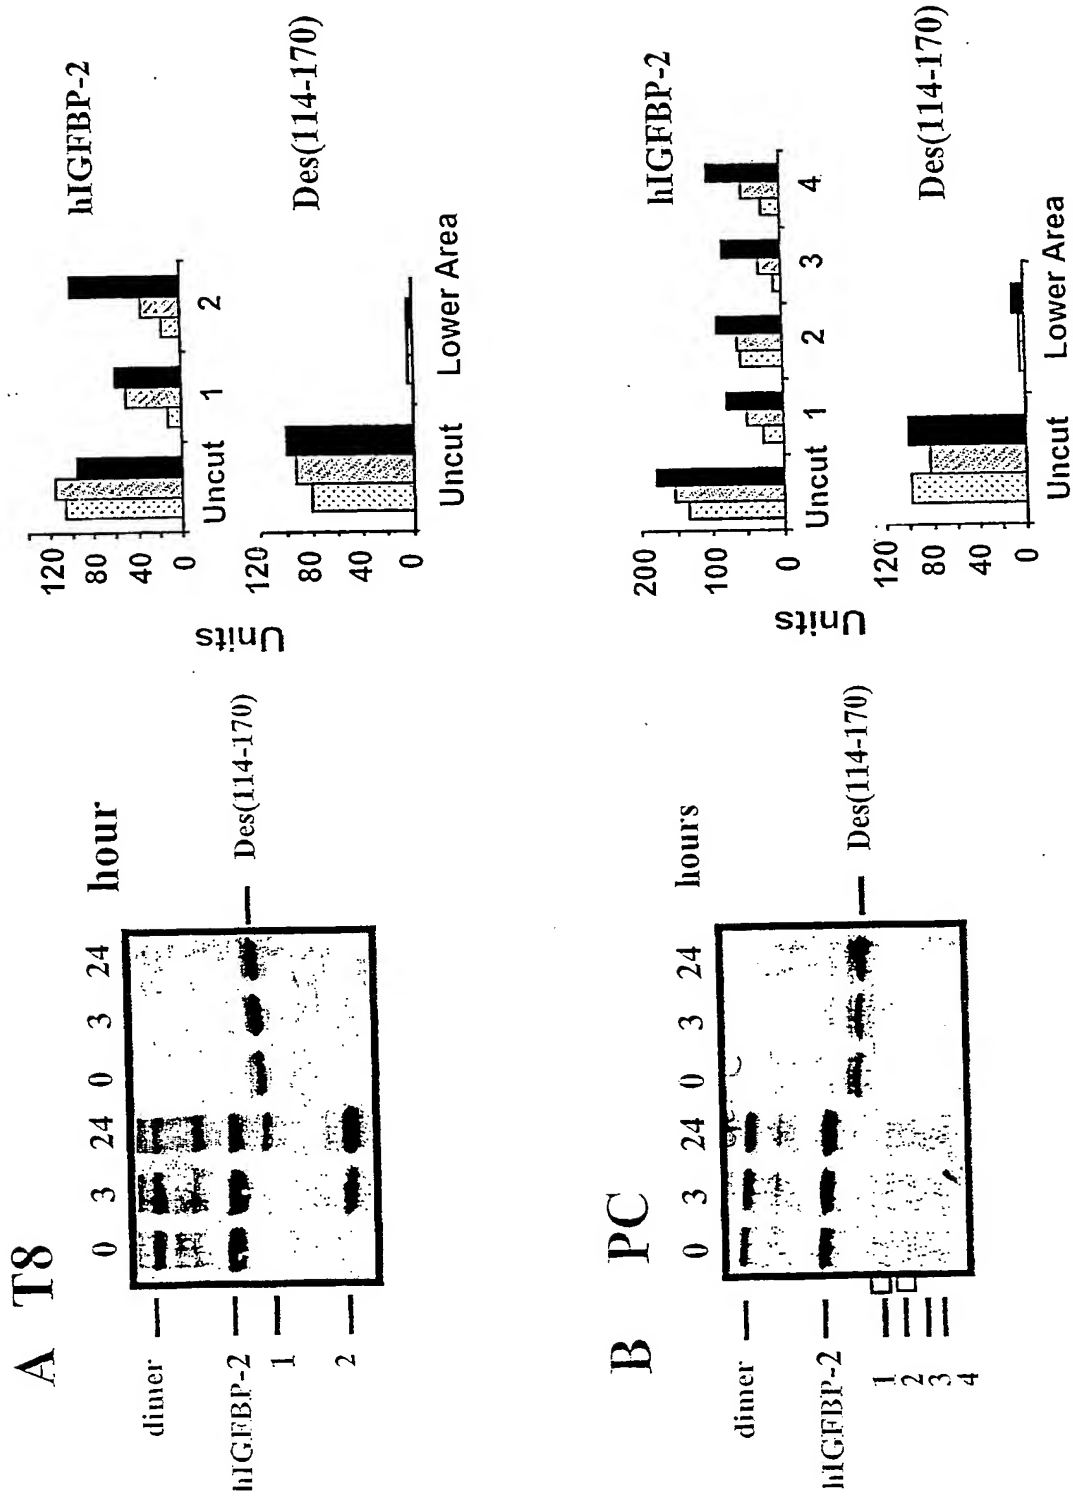 A T8
hour
0 3 24 0 3 24
dimer
hIGFBP-2
1
2
Des(114-170)
Units
120
80
40
0
Uncut 1 2
hIGFBP-2
120
80
40
0
Uncut Lower Area
Des(114-170)
B PC
hours
0 3 24 0 3 24
dimer
hIGFBP-2
1
2
3
4
Des(114-170)
Units
200
100
0
Uncut 1 2 3 4
hIGFBP-2
120
80
40
0
Uncut Lower Area
Des(114-170)